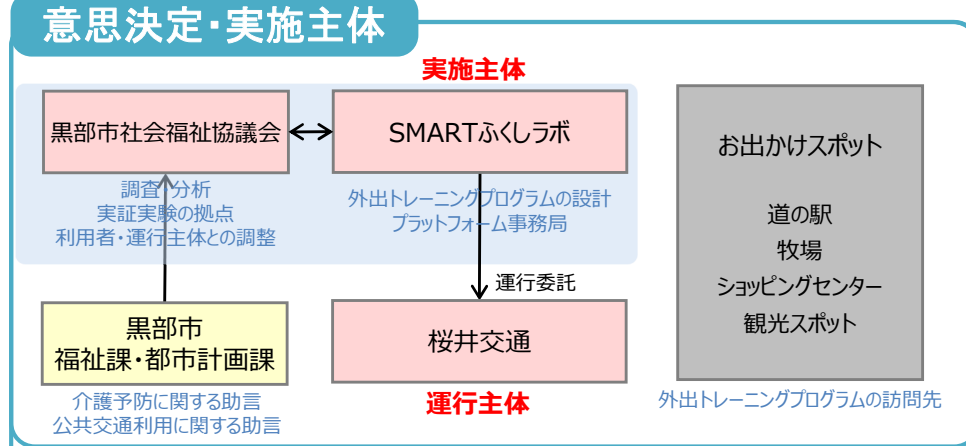 意思決定・実施主体
実施主体
黒部市社会福祉協議会
SMARTふくしラボ
調査 分析
実証実験の拠点
利用者・運行主体との調整
外出トレーニングプログラムの設計
プラットフォーム事務局
運行委託
黒部市
福祉課・都市計画課
桜井交通
介護予防に関する助言
公共交通利用に関する助言
運行主体
お出かけスポット
道の駅
牧場
ショッピングセンター
観光スポット
外出トレーニングプログラムの訪問先